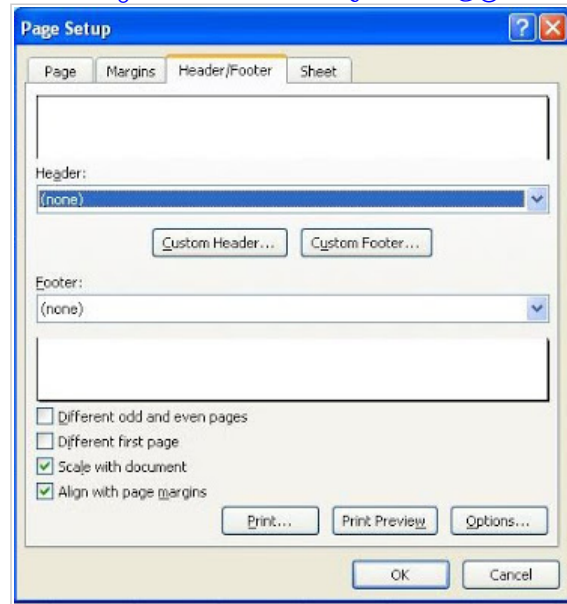 Page Setup
Page Margins Header/Footer Sheet
Header:
(none)
Custom Header... Custom Footer...
Footer:
(none)
Different odd and even pages
Different first page
Scale with document
Align with page margins
Print... Print Preview Options...
OK Cancel